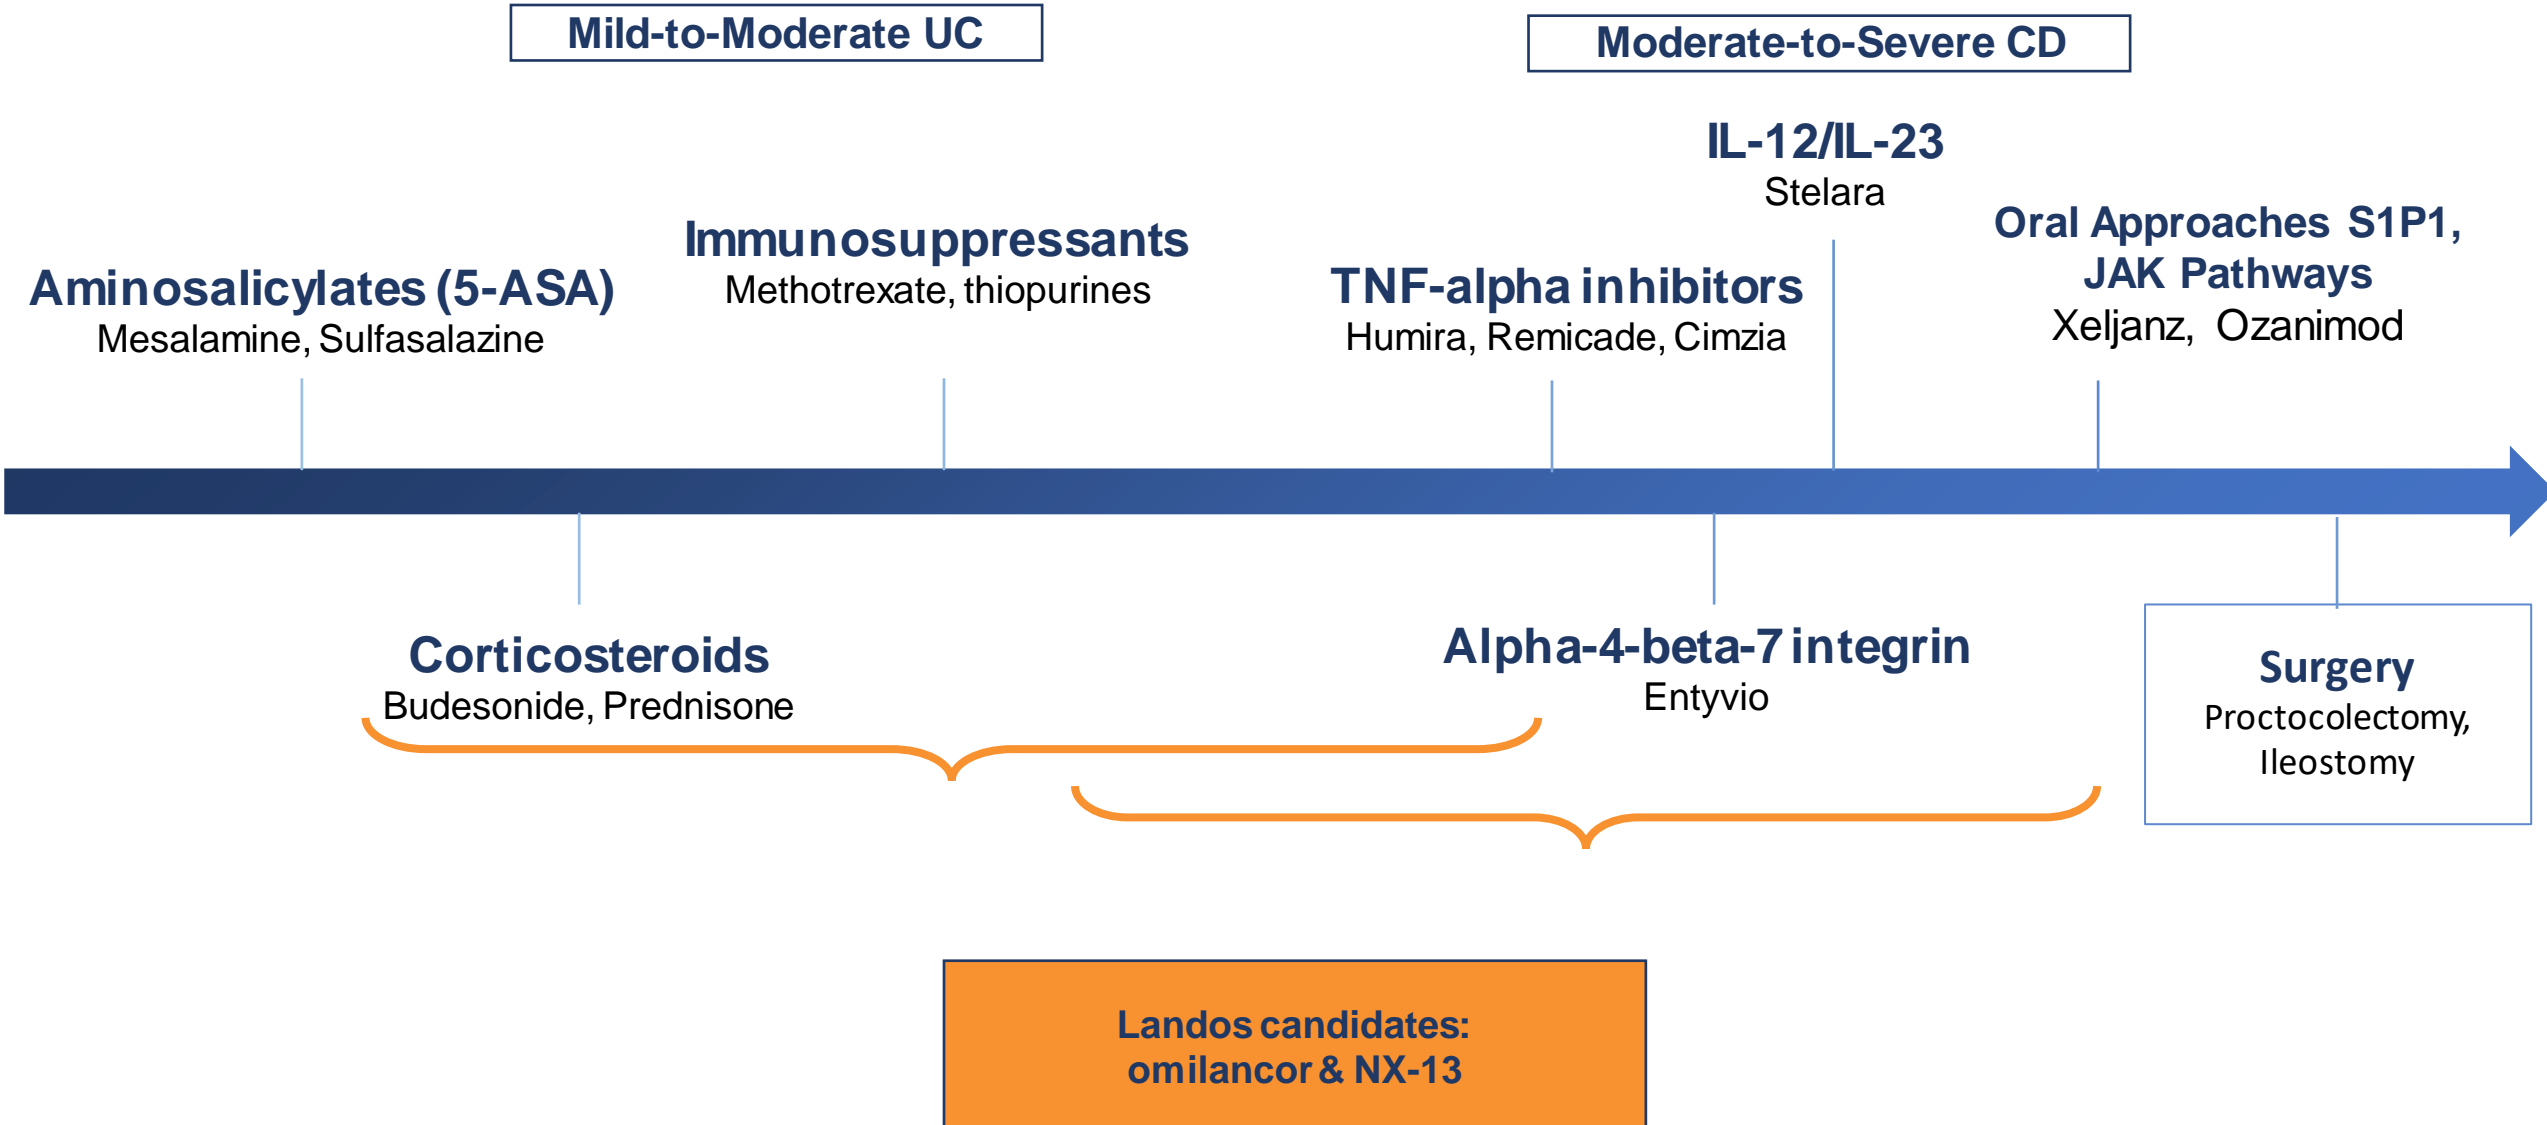 Mild-to-Moderate UC
Moderate-to-Severe CD
IL-12/IL-23
Stelara
Immunosuppressants
Methotrexate, thiopurines
Oral Approaches S1P1,
JAK Pathways
Xeljanz, Ozanimod
Aminosalicylates (5-ASA)
Mesalamine, Sulfasalazine
TNF-alpha inhibitors
Humira, Remicade, Cimzia
Corticosteroids
Budesonide, Prednisone
Alpha-4-beta-7 integrin
Entyvio
Surgery
Proctocolectomy,
Ileostomy
Landos candidates:
omilancor & NX-13